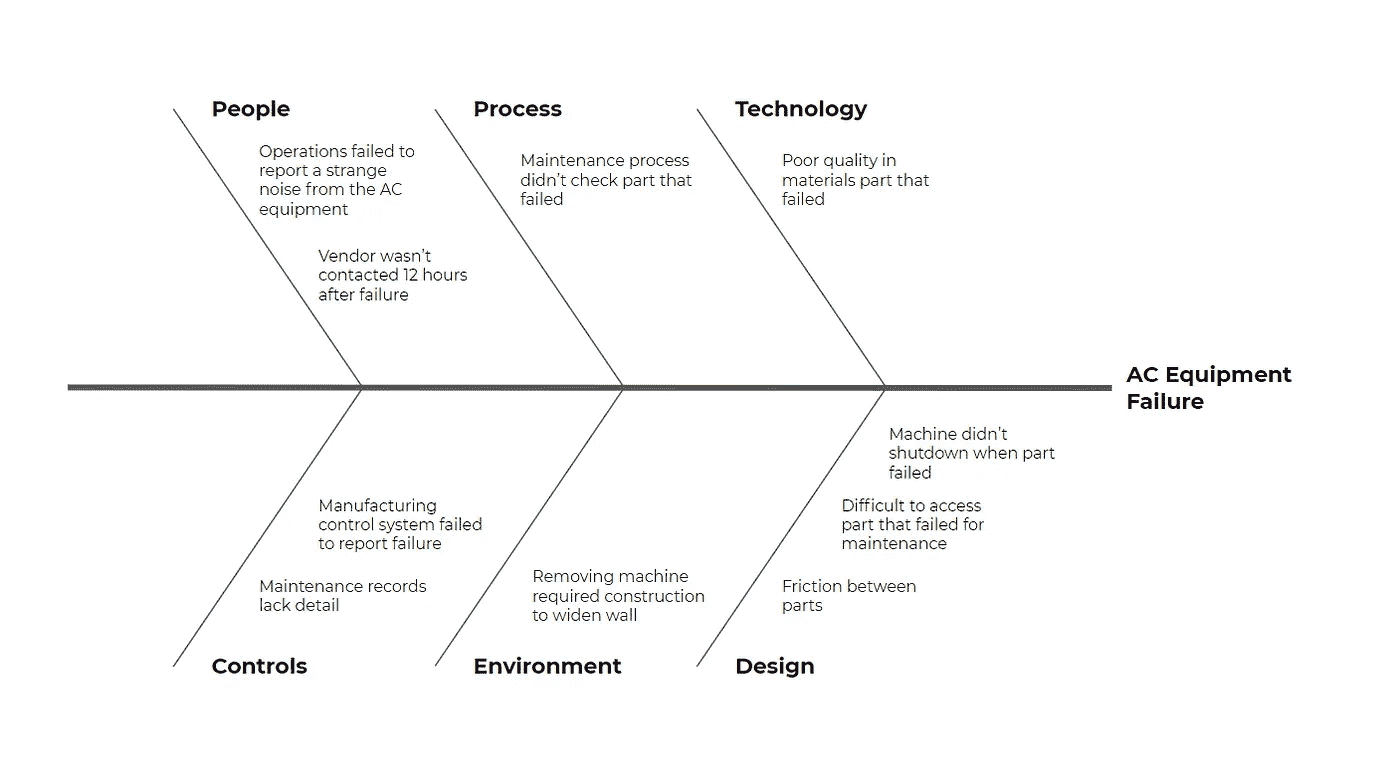 People
Operations failed to
report a strange
noise from the AC
equipment
Vendor wasn't
contacted 12 hours
after failure
Process
Maintenance process
didn't check part that
failed
Technology
Poor quality in
materials part that
failed
AC Equipment
Failure
Manufacturing
control system failed
to report failure
Maintenance records
lack detail
Controls
Removing machine
required construction
to widen wall
Environment
Machine didn't
shutdown when part
failed
Difficult to access
part that failed for
maintenance
Friction between
parts
Design